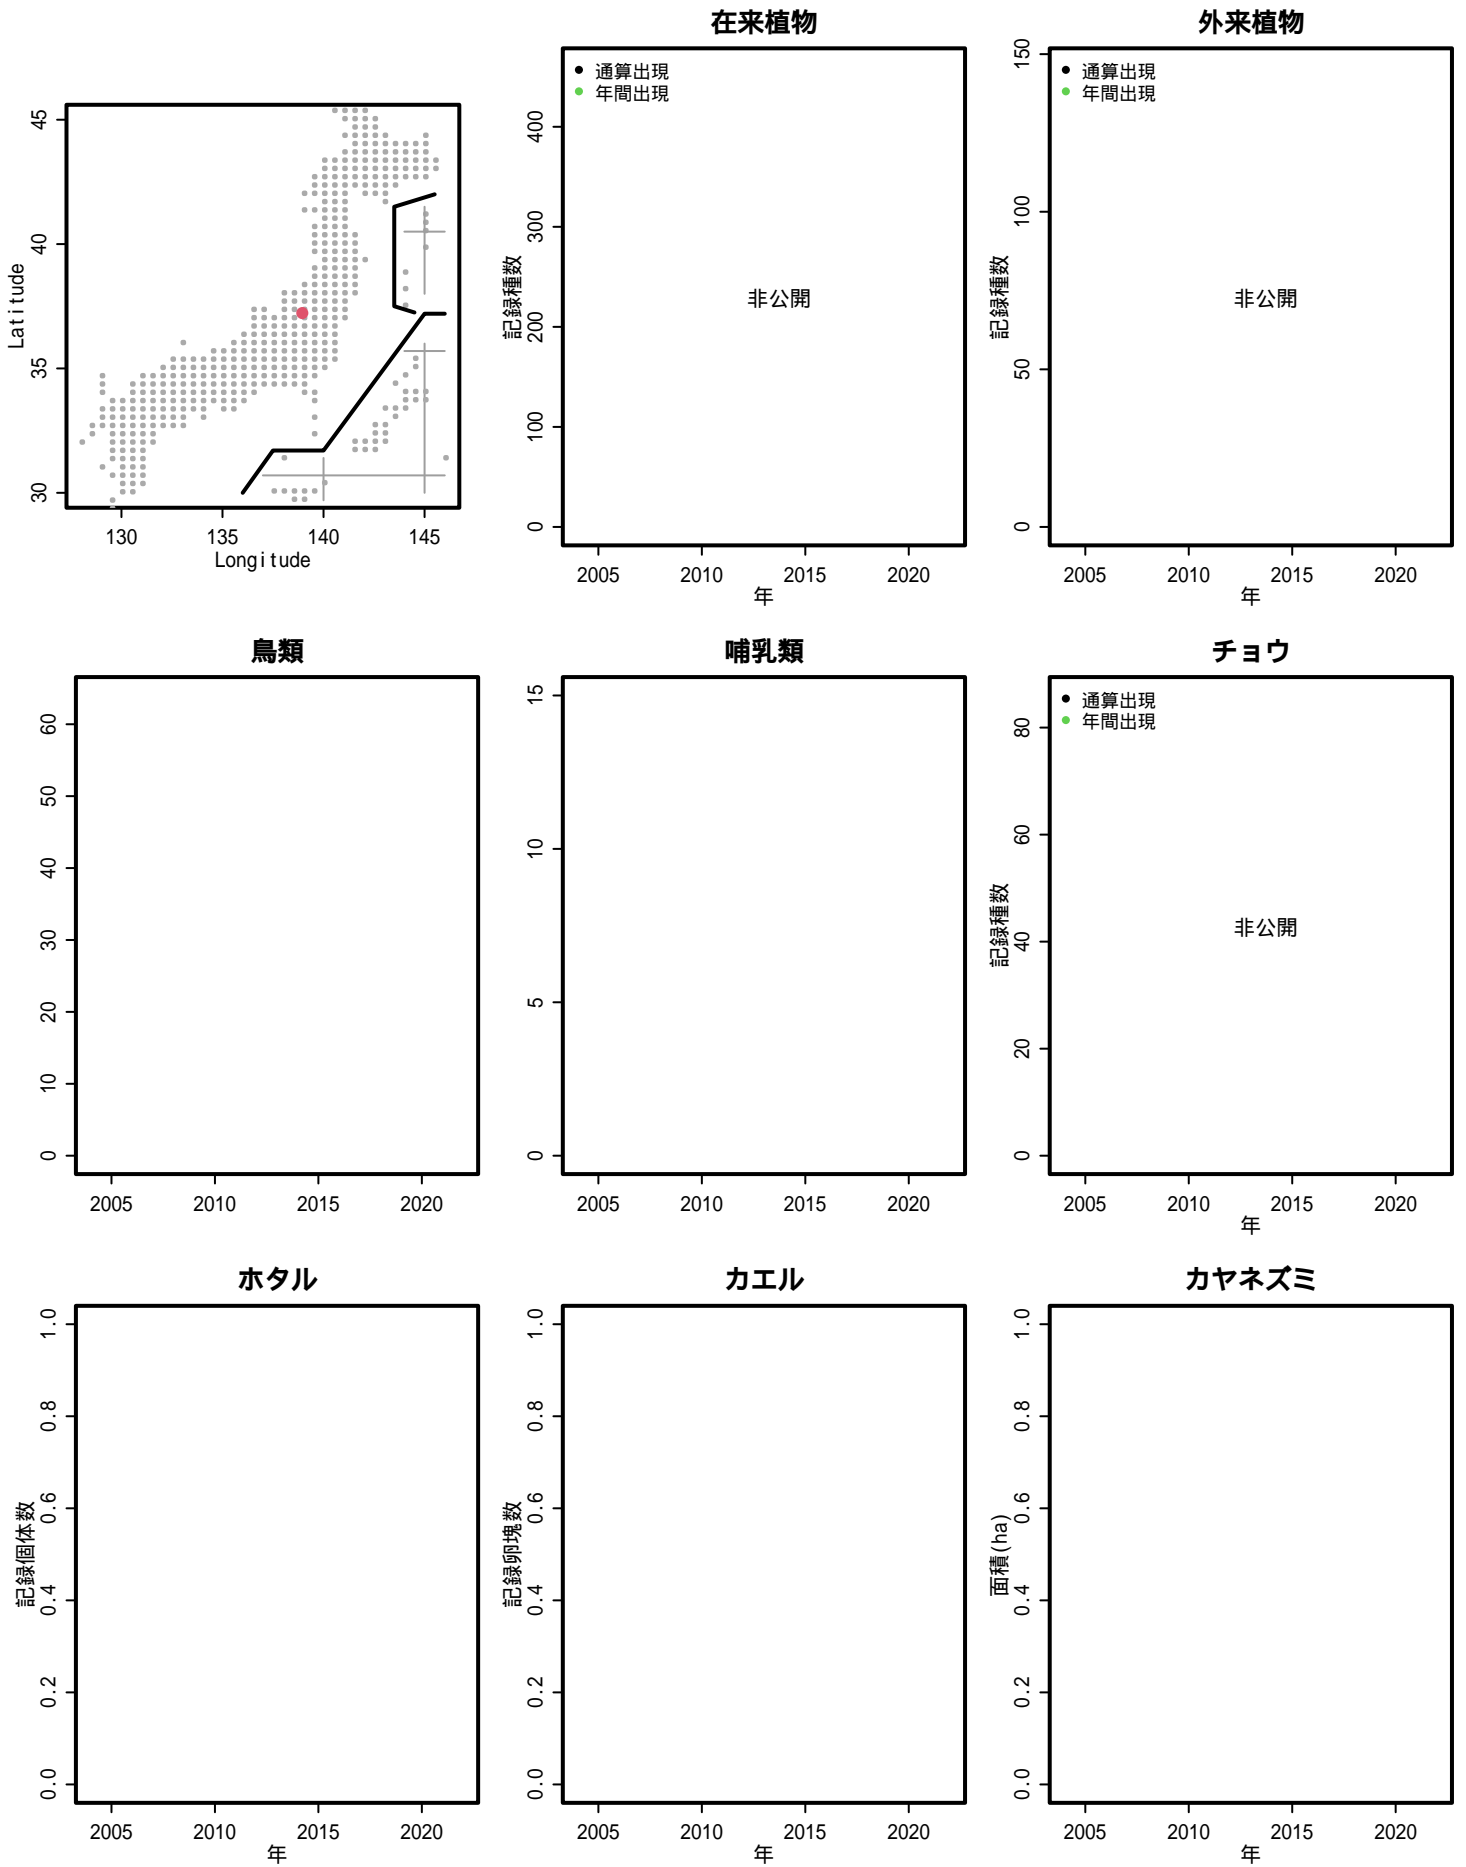 45
40
35
30
Latitude
130
135
140
145
Longitude
在来植物
通算出現
年間出現
400
300
200
100
0
記録種数
非公開
2005
2010
2015
2020
年
外来植物
通算出現
年間出現
150
100
50
0
記録種数
非公開
2005
2010
2015
2020
年
鳥類
60
50
40
30
20
10
0
2005
2010
2015
2020
哺乳類
15
10
5
0
2005
2010
2015
2020
チョウ
通算出現
年間出現
80
60
40
20
0
記録種数
非公開
2005
2010
2015
2020
年
ホタル
1.0
0.8
0.6
0.4
0.2
0.0
記録個体数
2005
2010
2015
2020
年
カエル
1.0
0.8
0.6
0.4
0.2
0.0
記録卵塊数
2005
2010
2015
2020
年
カヤネズミ
1.0
0.8
0.6
0.4
0.2
0.0
面積(ha)
2005
2010
2015
2020
年